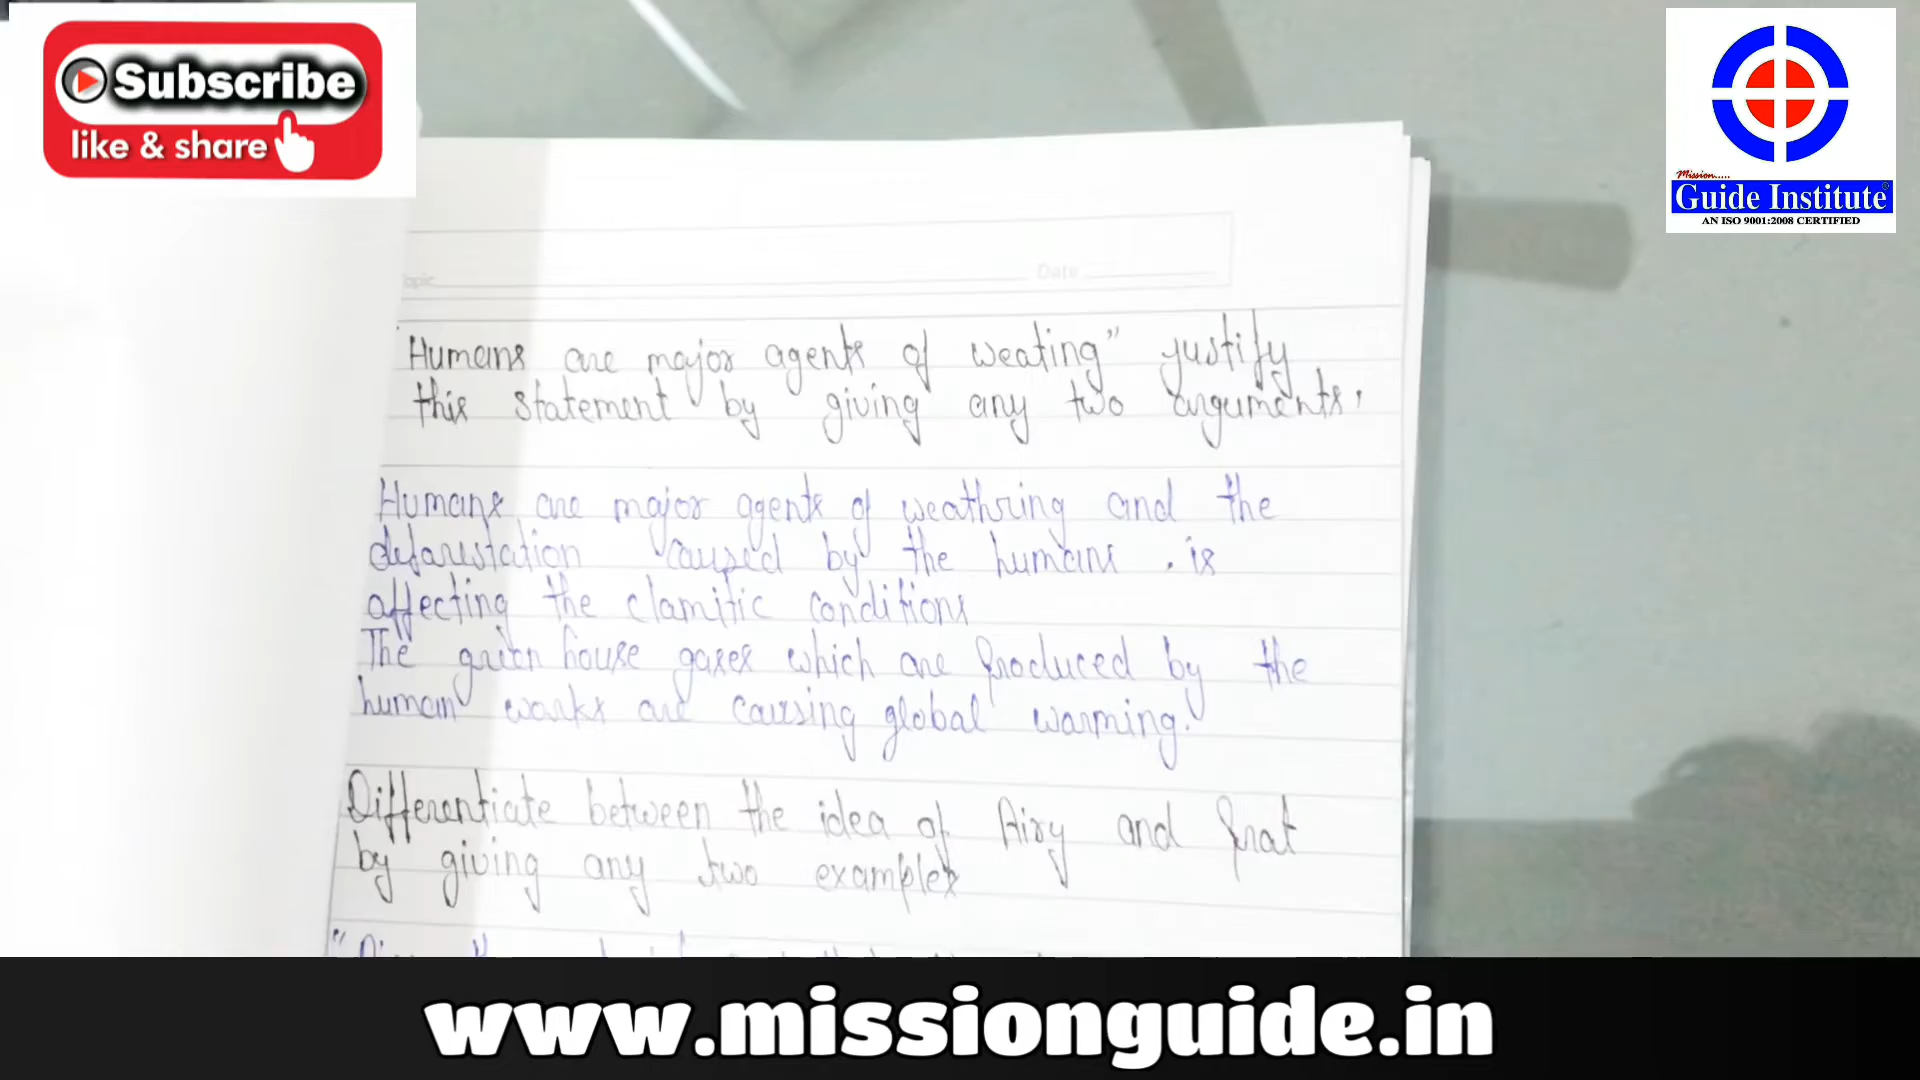 Subscribe
like & share
Mission.....
Guide Institute
AN ISO 9001:2008 CERTIFIED
Topic
Date
"Humans are major agents of weating" justify
this statement by giving any two arguments.
Humans are major agents of weathring and the
deforestation caused by the humans . is
affecting the clamitic conditions
The green house gases which are produced by the
human works are causing global warming.
Differentiate between the idea of Airy and prat
by giving any two examples
www.missionguide.in